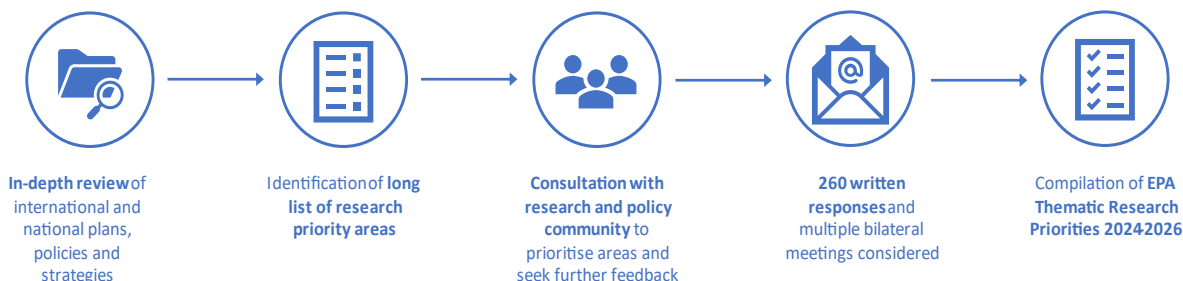 @
In-depth review of
international and
national plans,
policies and
strategies
Identification of long
list of research
priority areas
Consultation with
research and policy
community to
prioritise areas and
seek further feedback
260 written
responses and
multiple bilateral
meetings considered
Compilation of EPA
Thematic Research
Priorities 2024-2026